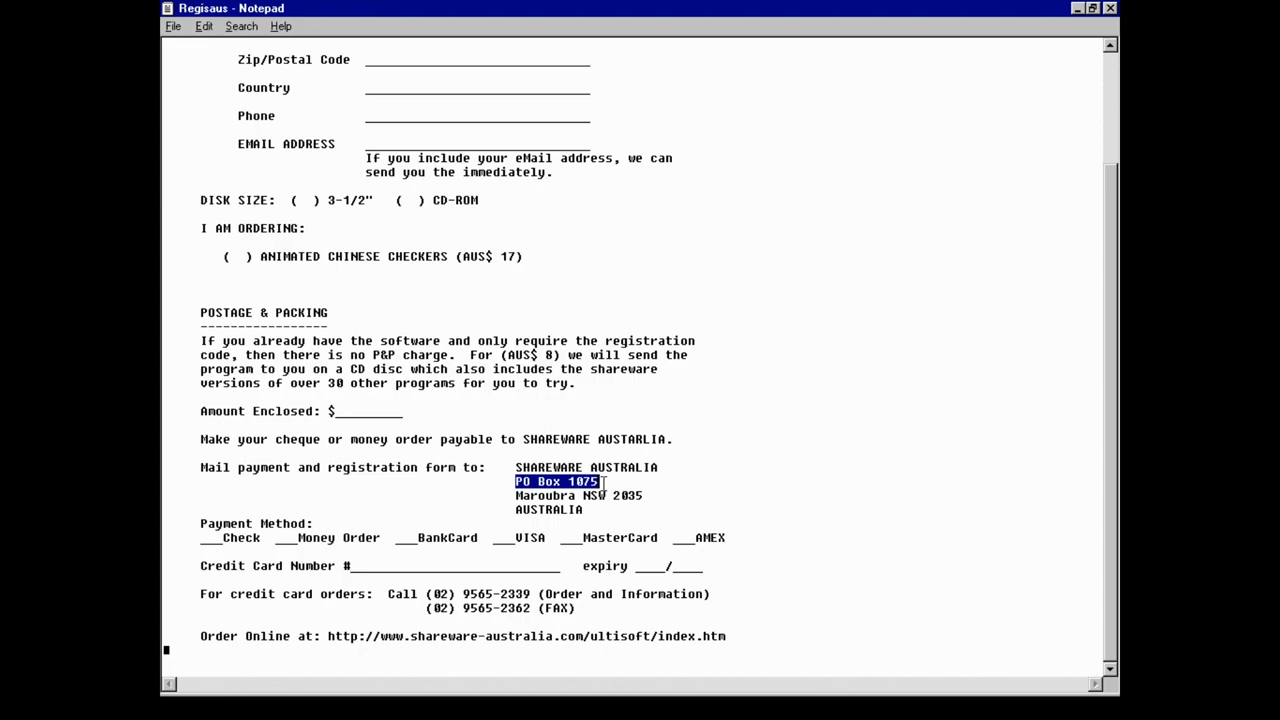 Regisaus - Notepad
File Edit Search Help
Zip/Postal Code ______________________________
Country ______________________________
Phone ______________________________
EMAIL ADDRESS ______________________________
If you include your eMail address, we can
send you the immediately.
DISK SIZE: ( ) 3-1/2" ( ) CD-ROM
I AM ORDERING:
( ) ANIMATED CHINESE CHECKERS (AUS$ 17)
POSTAGE & PACKING
-----------------
If you already have the software and only require the registration
code, then there is no P&P charge. For (AUS$ 8) we will send the
program to you on a CD disc which also includes the shareware
versions of over 30 other programs for you to try.
Amount Enclosed: $_________
Make your cheque or money order payable to SHAREWARE AUSTARLIA.
Mail payment and registration form to: SHAREWARE AUSTRALIA
PO Box 1075
Maroubra NSW 2035
AUSTRALIA
Payment Method:
___Check ___Money Order ___BankCard ___VISA ___MasterCard ___AMEX
Credit Card Number #____________________________ expiry ____/____
For credit card orders: Call (02) 9565-2339 (Order and Information)
(02) 9565-2362 (FAX)
Order Online at: http://www.shareware-australia.com/ultisoft/index.htm